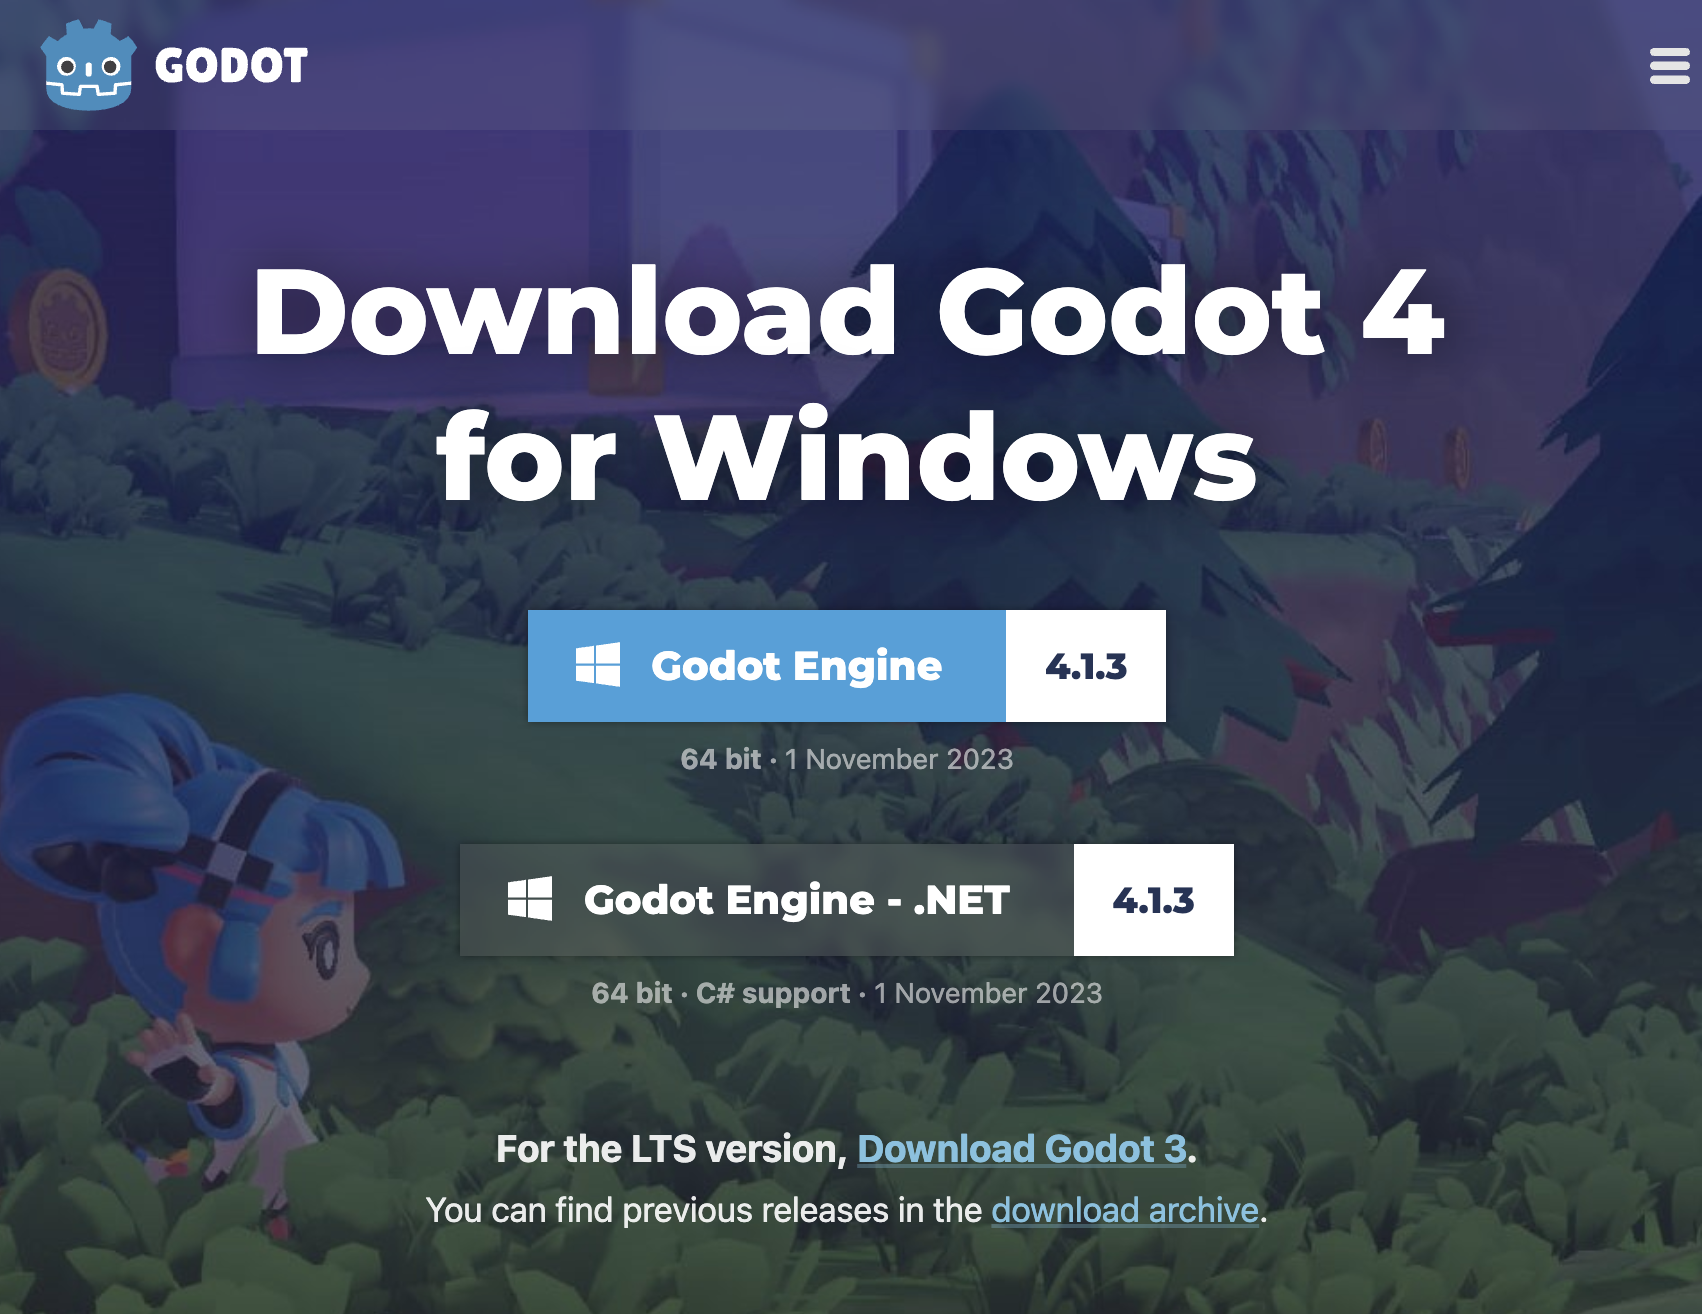 GODOT
Download Godot 4
for Windows
Godot Engine 4.1.3
64 bit · 1 November 2023
Godot Engine - .NET 4.1.3
64 bit · C# support · 1 November 2023
For the LTS version, Download Godot 3.
You can find previous releases in the download archive.